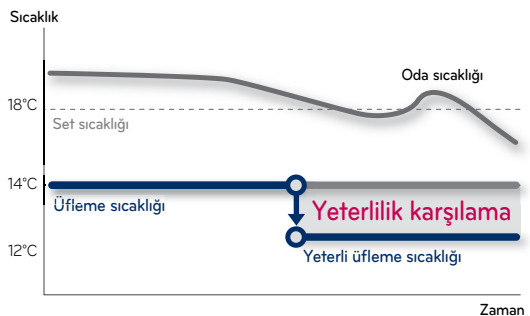 Sıcaklık
Oda sıcaklığı
18°C
Set sıcaklığı
14°C
Üfleme sıcaklığı
Yeterlilik karşılama
12°C
Yeterli üfleme sıcaklığı
Zaman